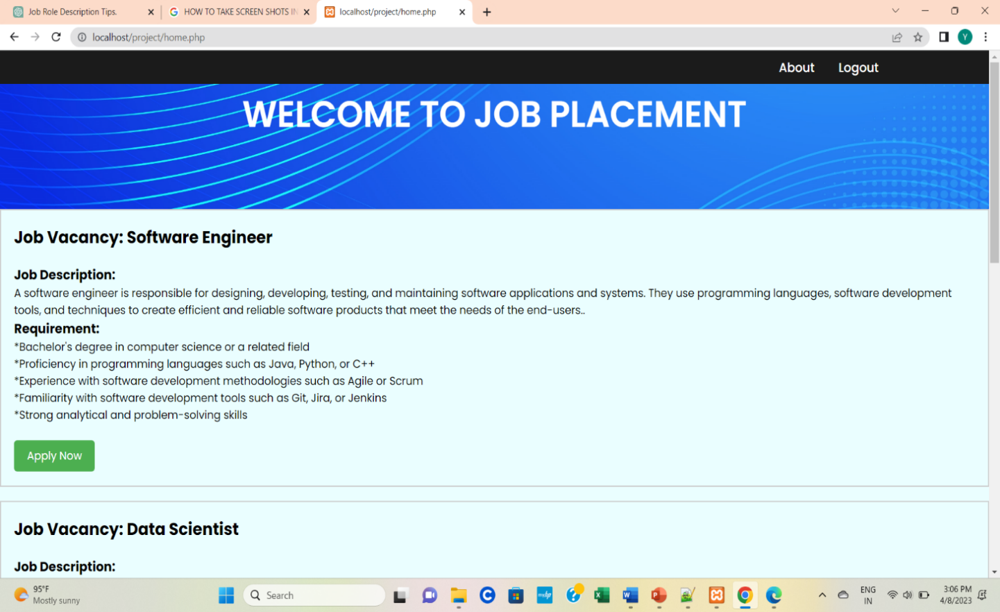 Job Role Description Tips.
HOW TO TAKE SCREEN SHOTS IN
localhost/project/home.php
localhost/project/home.php
Y
About Logout
WELCOME TO JOB PLACEMENT
Job Vacancy: Software Engineer
Job Description:
A software engineer is responsible for designing, developing, testing, and maintaining software applications and systems. They use programming languages, software development
tools, and techniques to create efficient and reliable software products that meet the needs of the end-users..
Requirement:
*Bachelor's degree in computer science or a related field
*Proficiency in programming languages such as Java, Python, or C++
*Experience with software development methodologies such as Agile or Scrum
*Familiarity with software development tools such as Git, Jira, or Jenkins
*Strong analytical and problem-solving skills
Apply Now
Job Vacancy: Data Scientist
Job Description:
95°F
Mostly sunny
Search
ENG
IN
3:06 PM
4/8/2023